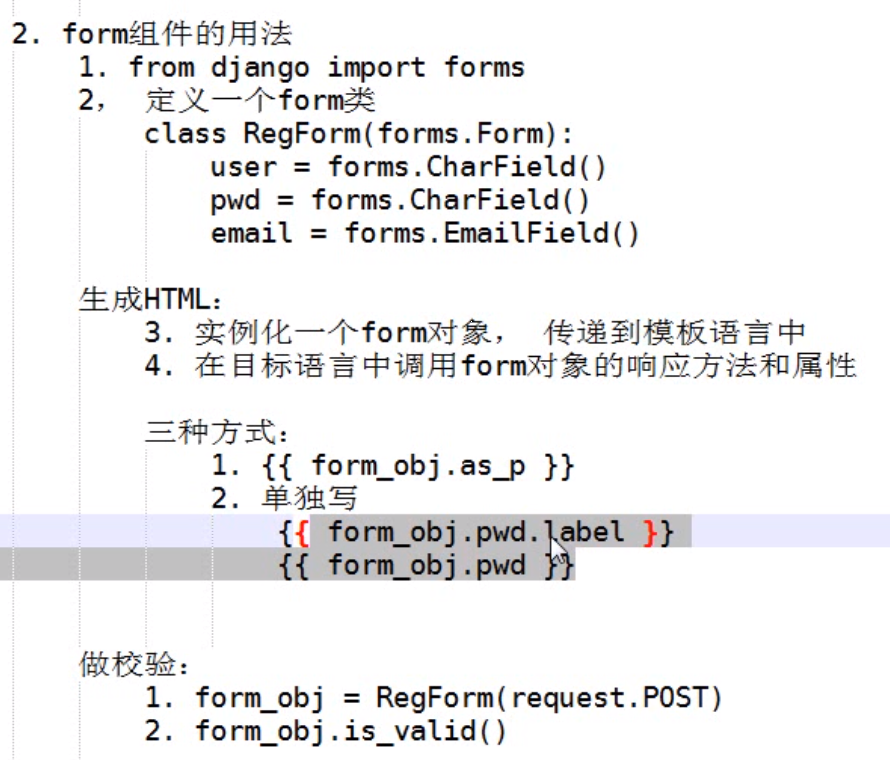 2. form组件的用法
1. from django import forms
2， 定义一个form类
class RegForm(forms.Form):
user = forms.CharField()
pwd = forms.CharField()
email = forms.EmailField()
生成HTML：
3. 实例化一个form对象， 传递到模板语言中
4. 在目标语言中调用form对象的响应方法和属性
三种方式：
1. {{ form_obj.as_p }}
2. 单独写
{{ form_obj.pwd.label }}
{{ form_obj.pwd }}
做校验：
1. form_obj = RegForm(request.POST)
2. form_obj.is_valid()